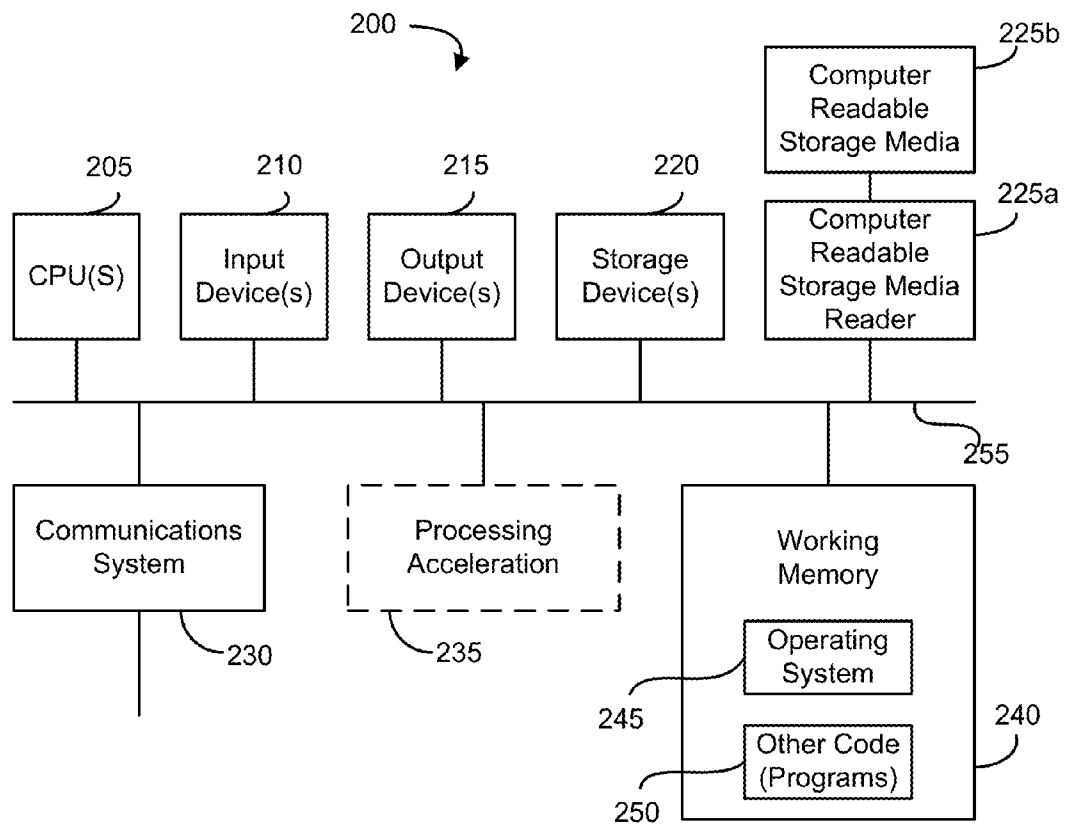 200
225b
Computer
Readable
Storage Media
205
210
215
220
225a
CPU(S)
Input
Device(s)
Output
Device(s)
Storage
Device(s)
Computer
Readable
Storage Media
Reader
255
Communications
System
230
Processing
Acceleration
235
Working
Memory
Operating
System
245
240
Other Code
(Programs)
250